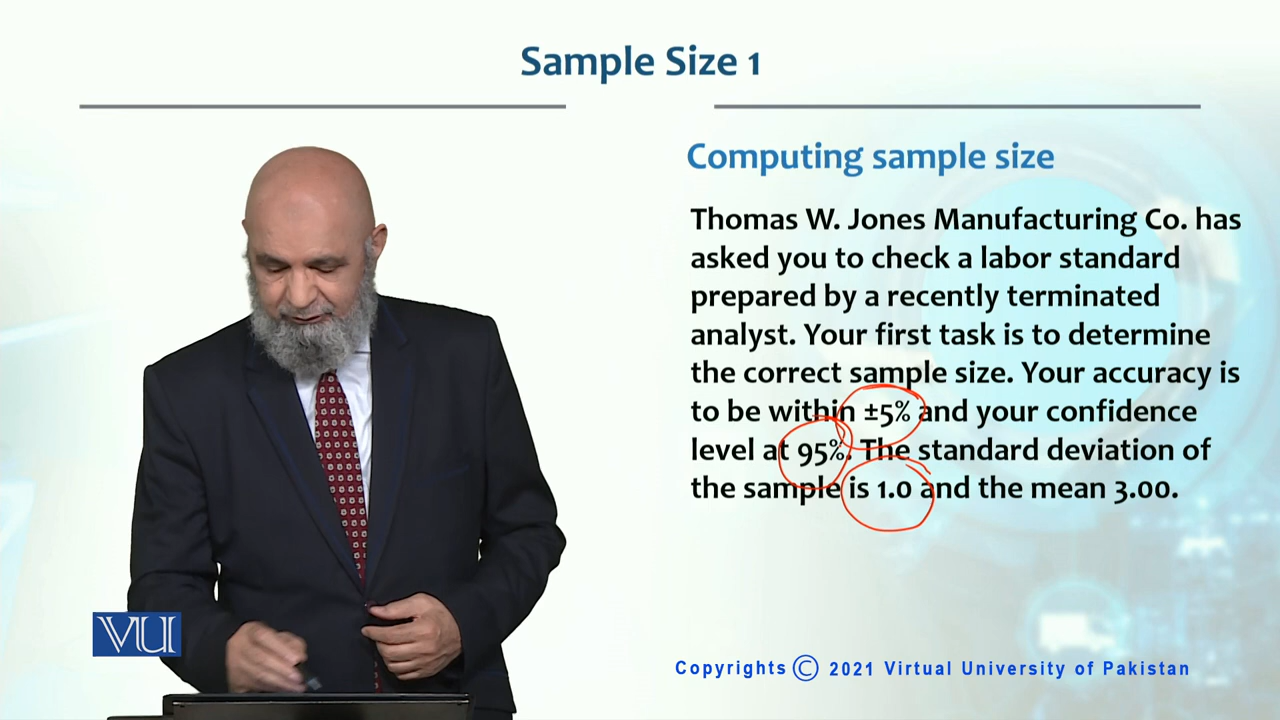 Sample Size 1
Computing sample size
Thomas W. Jones Manufacturing Co. has
asked you to check a labor standard
prepared by a recently terminated
analyst. Your first task is to determine
the correct sample size. Your accuracy is
to be within ±5% and your confidence
level at 95%. The standard deviation of
the sample is 1.0 and the mean 3.00.
VU
Copyrights © 2021 Virtual University of Pakistan